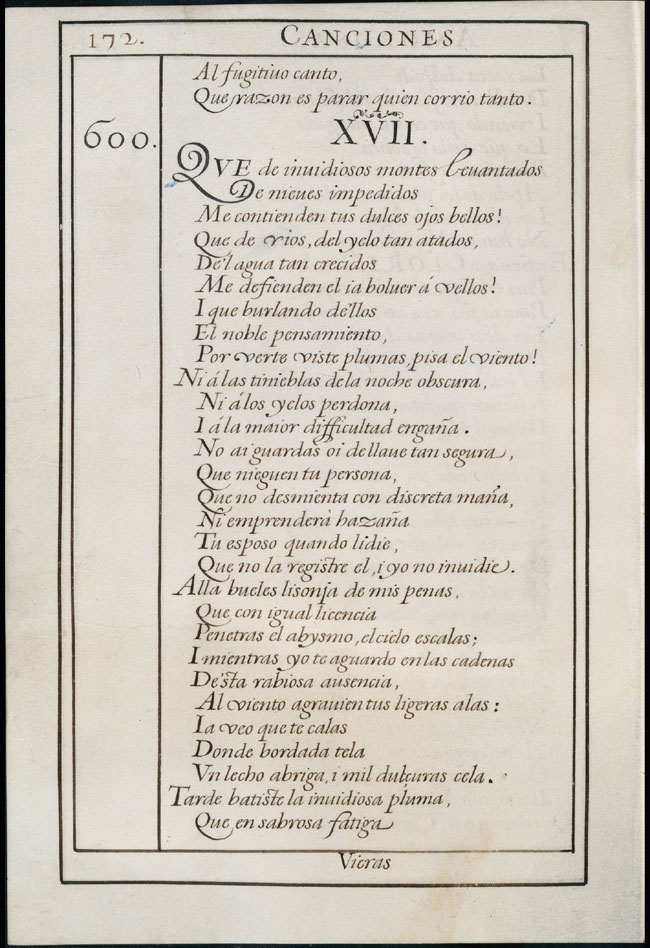 172.
CANCIONES
Al fugitiuo canto,
Que razon es parar quien corrio tanto.
600.
XVII.
QVE de inuidiosos montes leuantados
De nieues impedidos
Me contienden tus dulces ojos bellos!
Que de rios, del yelo tan atados,
De'l agua tan crecidos
Me defienden el ia boluer á vellos!
I que burlando de'llos
El noble pensamiento,
Por verte viste plumas, pisa el viento!
Ni á las tinieblas de la noche obscura,
Ni á los yelos perdona,
I á la maior difficultad engaña.
No ai guardas oi de llaue tan segura,
Que nieguen tu persona,
Que no desmienta con discreta maña,
Ni emprenderà hazaña
Tu esposo quando lidie,
Que no la registre el, i yo no inuidie.
Alla bueles lisonja de mis penas,
Que con igual licencia
Penetras el abysmo, el cielo escalas;
I mientras yo te aguardo en las cadenas
De'sta rabiosa ausencia,
Al viento agrauien tus ligeras alas:
Ia veo que te calas
Donde bordada tela
Vn lecho abriga, i mil dulçuras cela.
Tarde batiste la inuidiosa pluma,
Que en sabrosa fatiga
Vieras